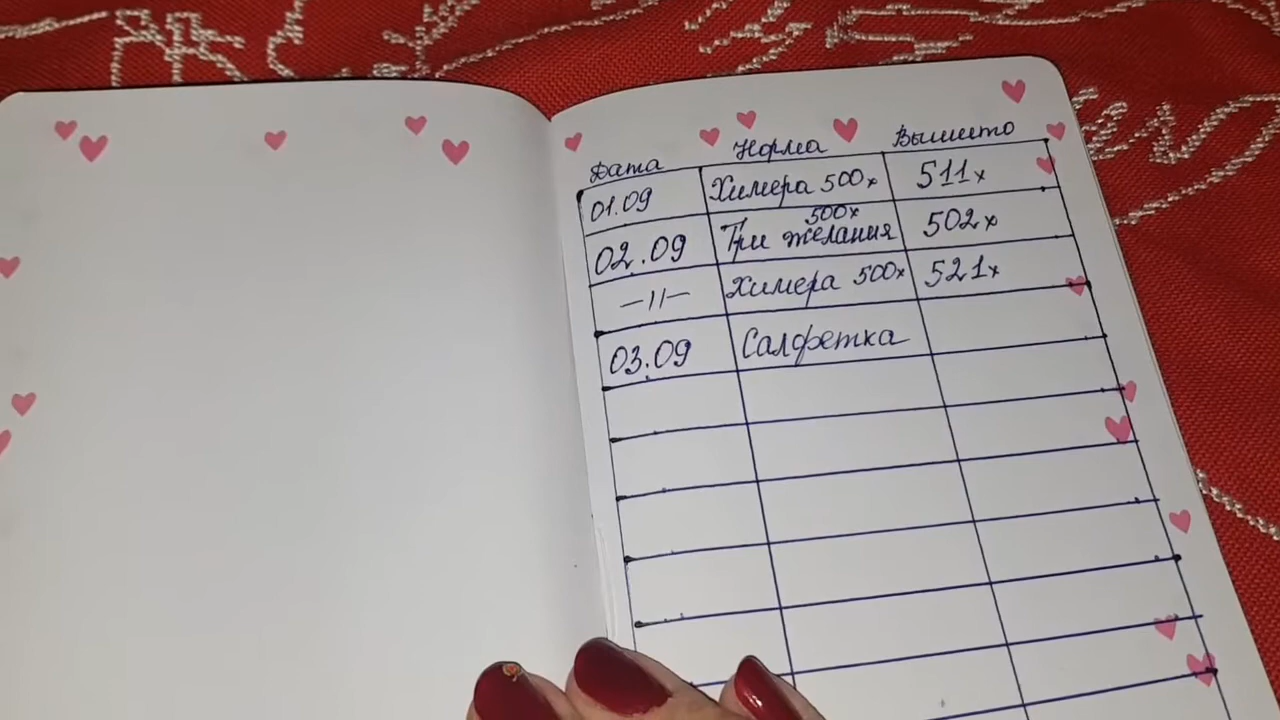 Дата Норма Вышито
01.09 Химера 500х 511х
02.09 Три желания 500х 502х
—||— Химера 500х 521х
03.09 Салфетка